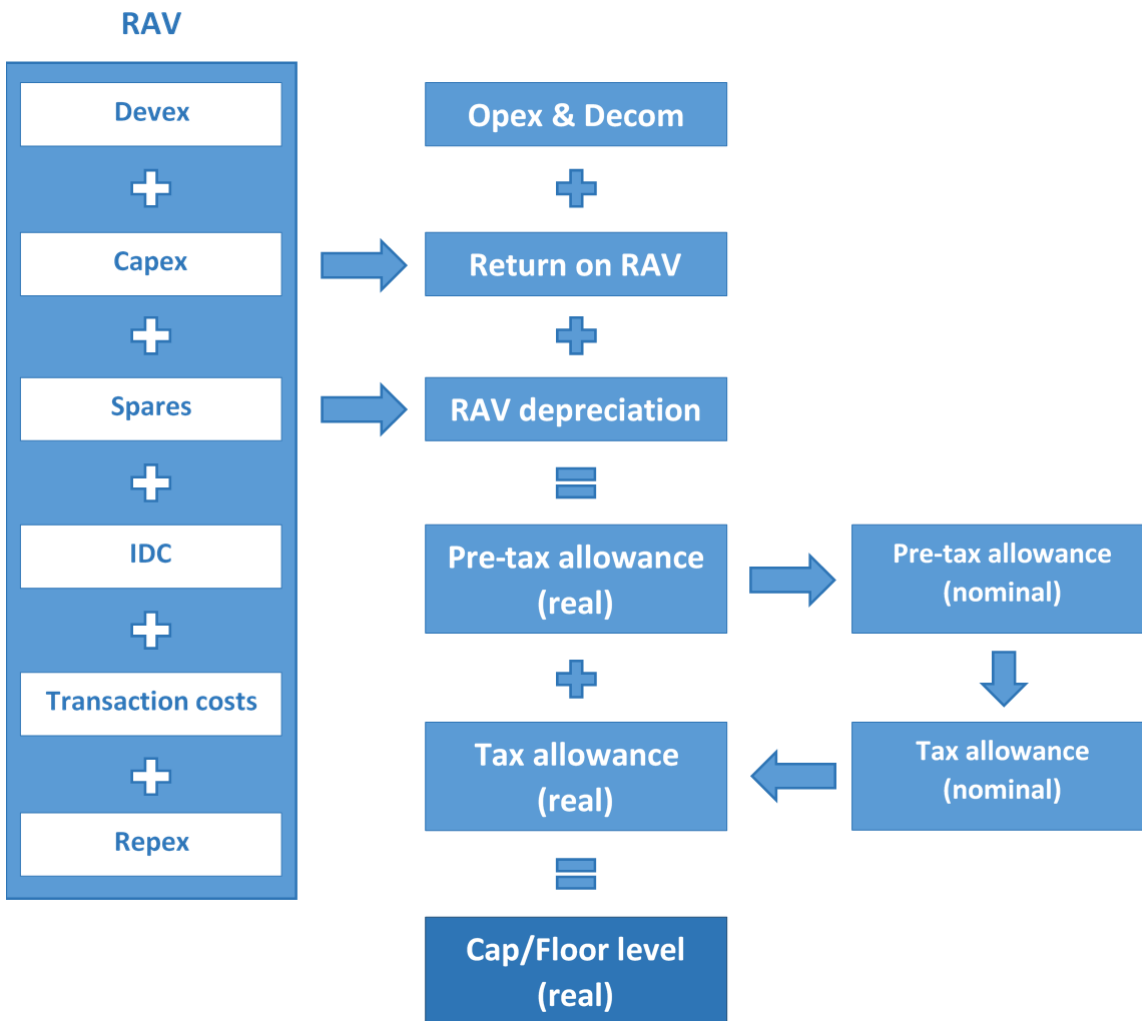 RAV
Devex
Capex
Spares
IDC
Transaction costs
Repex
Opex & Decom
Return on RAV
RAV depreciation
Pre-tax allowance
(real)
Tax allowance
(real)
Cap/Floor level
(real)
Pre-tax allowance
(nominal)
Tax allowance
(nominal)